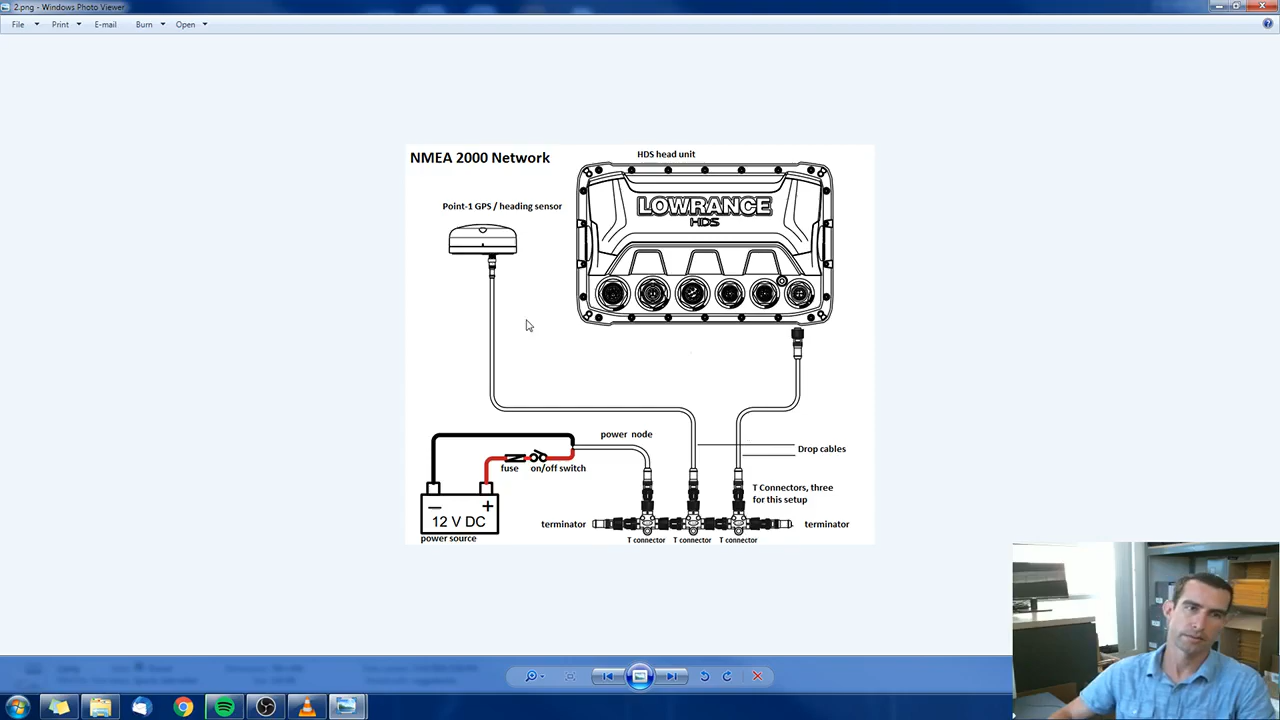 2.png - Windows Photo Viewer
File Print E-mail Burn Open
NMEA 2000 Network
HDS head unit
Point-1 GPS / heading sensor
LOWRANCE
HDS
power node
Drop cables
fuse
on/off switch
T Connectors, three
for this setup
12 V DC
power source
terminator
terminator
T connector
T connector
T connector